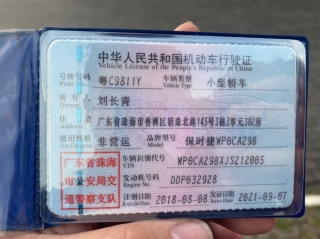 中华人民共和国机动车行驶证
Vehicle License of the People's Republic of China
号牌号码 粤C9811Y 车辆类型 小型轿车
Plate No. Vehicle Type
所有人 刘长青
Owner
住址 广东省珠海市香洲区明珠北路145号3栋3单元302房
使用性质 非营运 品牌型号 保时捷WP0CA298
Use Character Model
广东省珠海
市公安局交
通警察支队
车辆识别代号 WP0CA298XJS212005
VIN
发动机号码 DDP032928
Engine No.
注册日期 2018-08-08 发证日期 2021-09-07
Register Date Issue Date